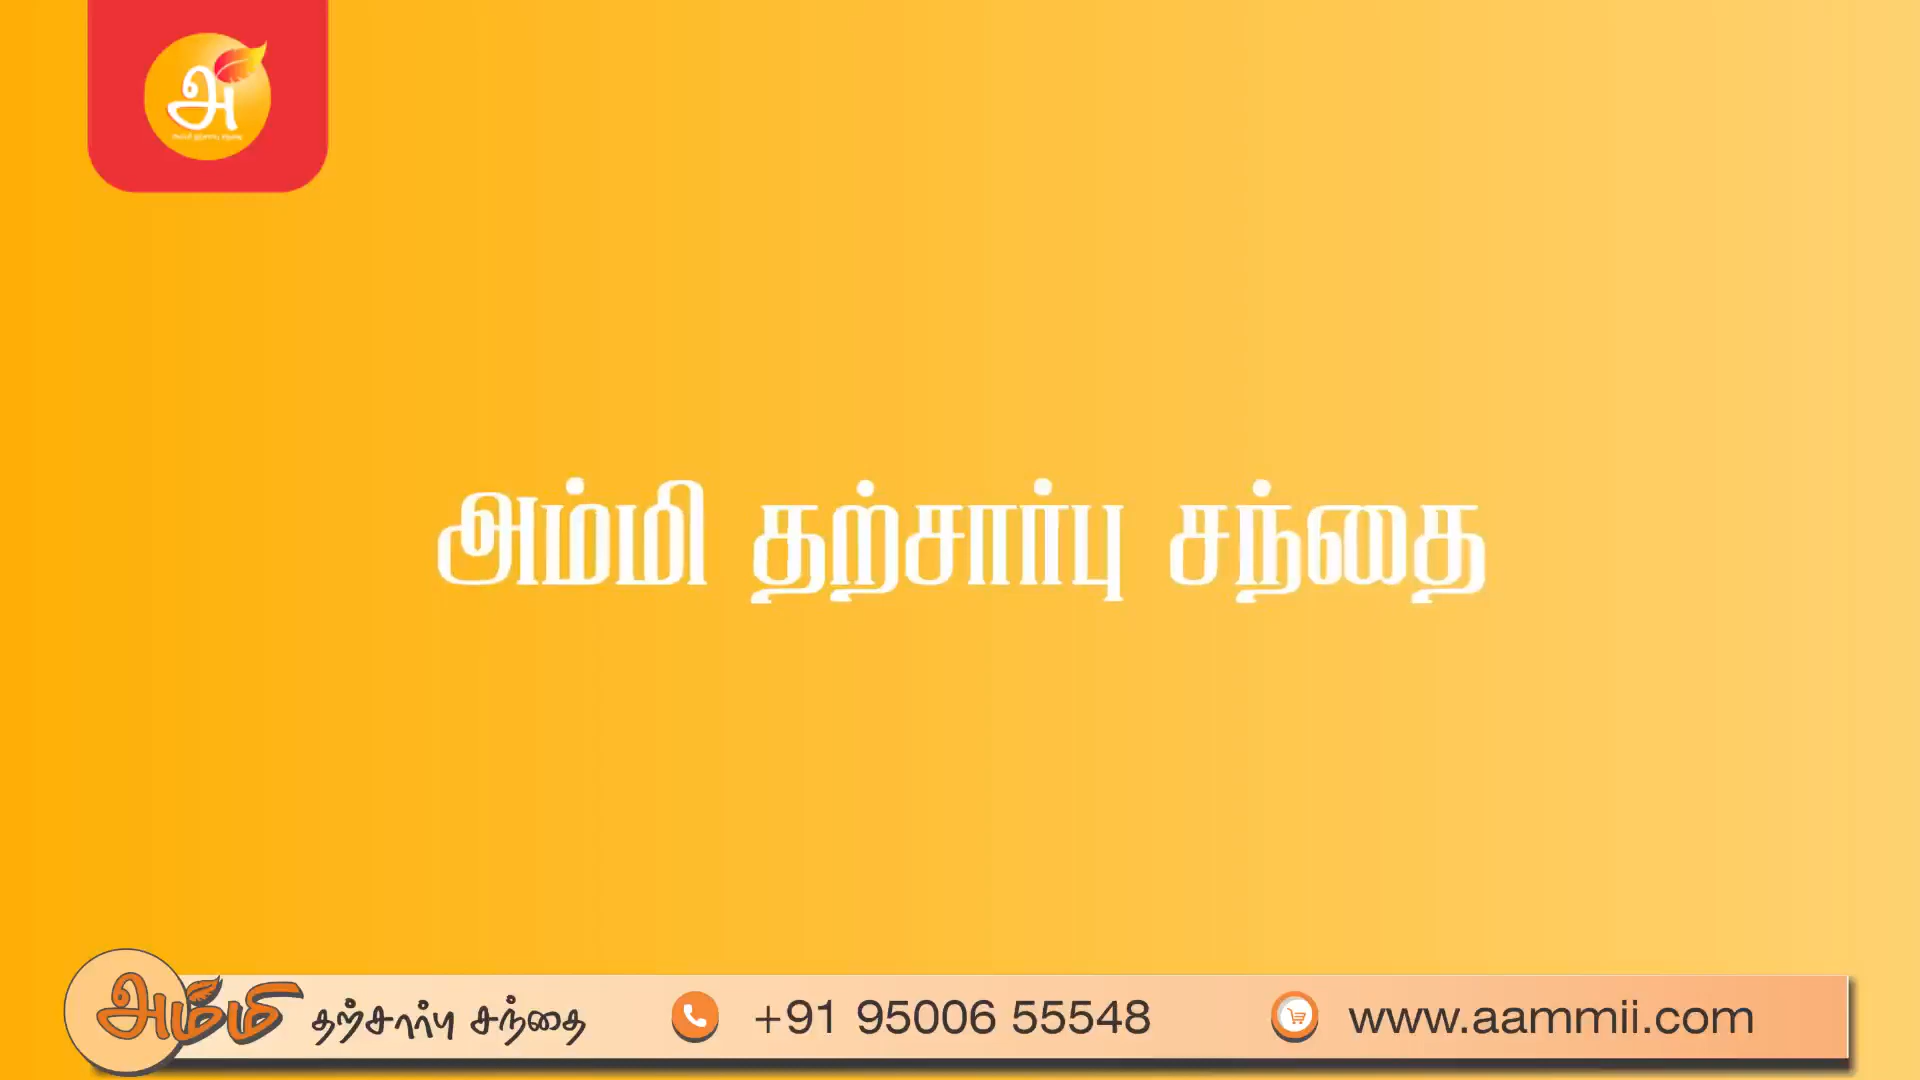 அ
அம்மி தற்சார்பு சந்தை
அம்மி தற்சார்பு சந்தை +91 95006 55548 www.aammii.com